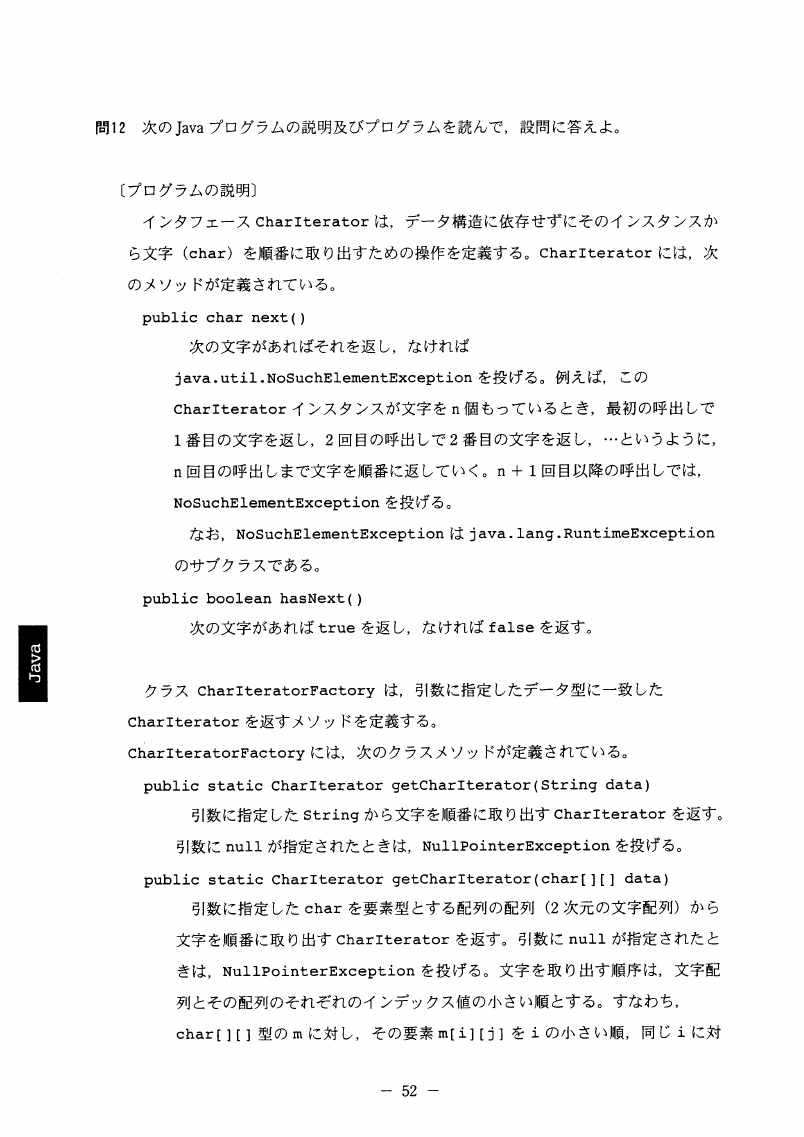 問12 次の Java プログラムの説明及びプログラムを読んで，設問に答えよ。
〔プログラムの説明〕
インタフェース CharIterator は，データ構造に依存せずにそのインスタンスか
ら文字（char）を順番に取り出すための操作を定義する。CharIterator には，次
のメソッドが定義されている。
public char next()
次の文字があればそれを返し，なければ
java.util.NoSuchElementException を投げる。例えば，この
CharIterator インスタンスが文字を n 個もっているとき，最初の呼出しで
1 番目の文字を返し，2 回目の呼出しで 2 番目の文字を返し，…というように，
n 回目の呼出しまで文字を順番に返していく。n + 1 回目以降の呼出しでは，
NoSuchElementException を投げる。
なお，NoSuchElementException は java.lang.RuntimeException
のサブクラスである。
public boolean hasNext()
次の文字があれば true を返し，なければ false を返す。
Java
クラス CharIteratorFactory は，引数に指定したデータ型に一致した
CharIterator を返すメソッドを定義する。
CharIteratorFactory には，次のクラスメソッドが定義されている。
public static CharIterator getCharIterator(String data)
引数に指定した String から文字を順番に取り出す CharIterator を返す。
引数に null が指定されたときは，NullPointerException を投げる。
public static CharIterator getCharIterator(char[][] data)
引数に指定した char を要素型とする配列の配列（2 次元の文字配列）から
文字を順番に取り出す CharIterator を返す。引数に null が指定されたと
きは，NullPointerException を投げる。文字を取り出す順序は，文字配
列とその配列のそれぞれのインデックス値の小さい順とする。すなわち，
char[][] 型の m に対し，その要素 m[i][j] を i の小さい順，同じ i に対
－ 52 －